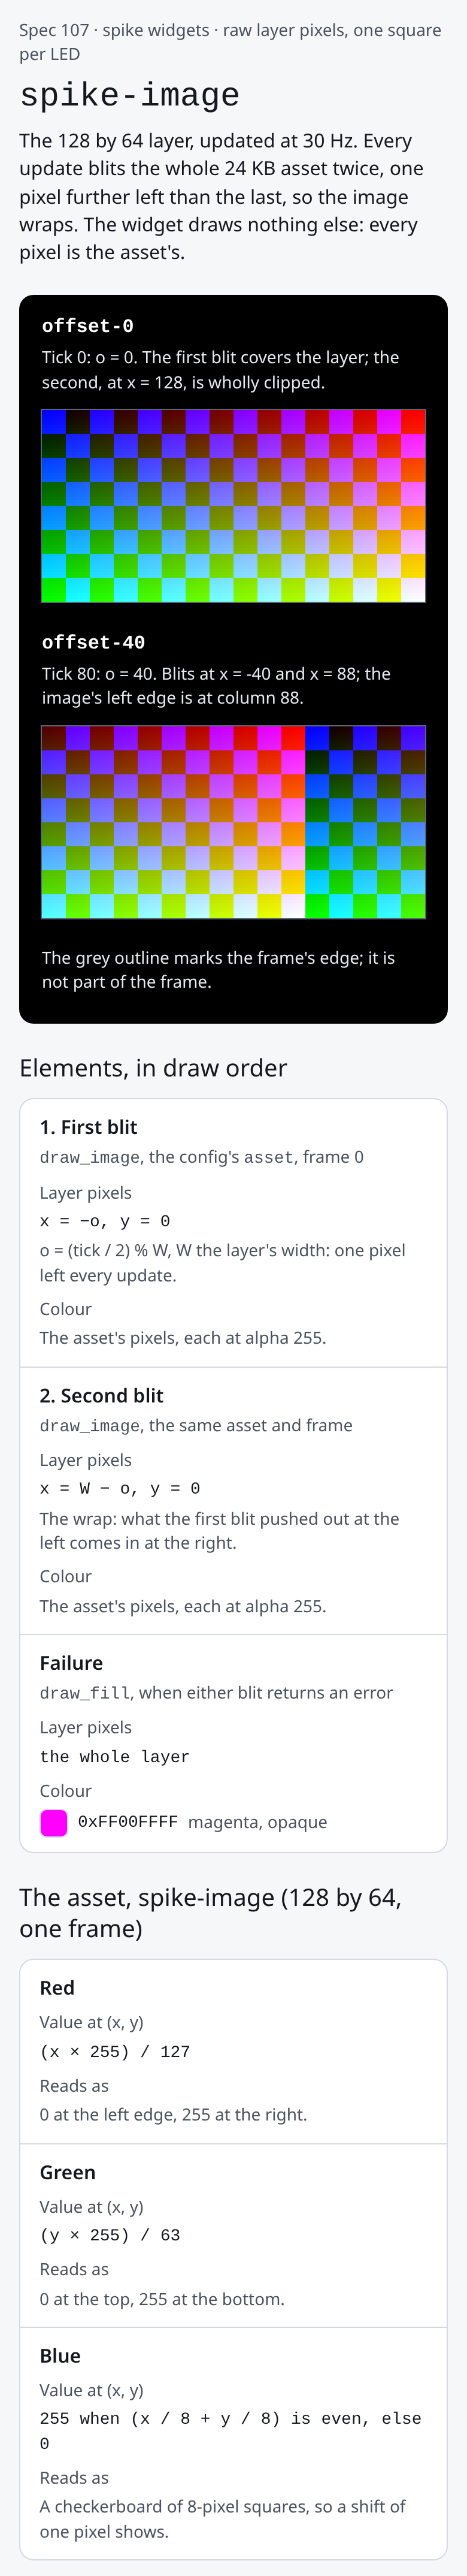 Spec 107 · spike widgets · raw layer pixels, one square
per LED
spike-image
The 128 by 64 layer, updated at 30 Hz. Every
update blits the whole 24 KB asset twice, one
pixel further left than the last, so the image
wraps. The widget draws nothing else: every
pixel is the asset's.
offset-0
Tick 0: o = 0. The first blit covers the layer; the
second, at x = 128, is wholly clipped.
offset-40
Tick 80: o = 40. Blits at x = -40 and x = 88; the
image's left edge is at column 88.
The grey outline marks the frame's edge; it is
not part of the frame.
Elements, in draw order
1. First blit
draw_image, the config's asset, frame 0
Layer pixels
x = −o, y = 0
o = (tick / 2) % W, W the layer's width: one pixel
left every update.
Colour
The asset's pixels, each at alpha 255.
2. Second blit
draw_image, the same asset and frame
Layer pixels
x = W − o, y = 0
The wrap: what the first blit pushed out at the
left comes in at the right.
Colour
The asset's pixels, each at alpha 255.
Failure
draw_fill, when either blit returns an error
Layer pixels
the whole layer
Colour
0xFF00FFFF magenta, opaque
The asset, spike-image (128 by 64,
one frame)
Red
Value at (x, y)
(x × 255) / 127
Reads as
0 at the left edge, 255 at the right.
Green
Value at (x, y)
(y × 255) / 63
Reads as
0 at the top, 255 at the bottom.
Blue
Value at (x, y)
255 when (x / 8 + y / 8) is even, else
0
Reads as
A checkerboard of 8-pixel squares, so a shift of
one pixel shows.